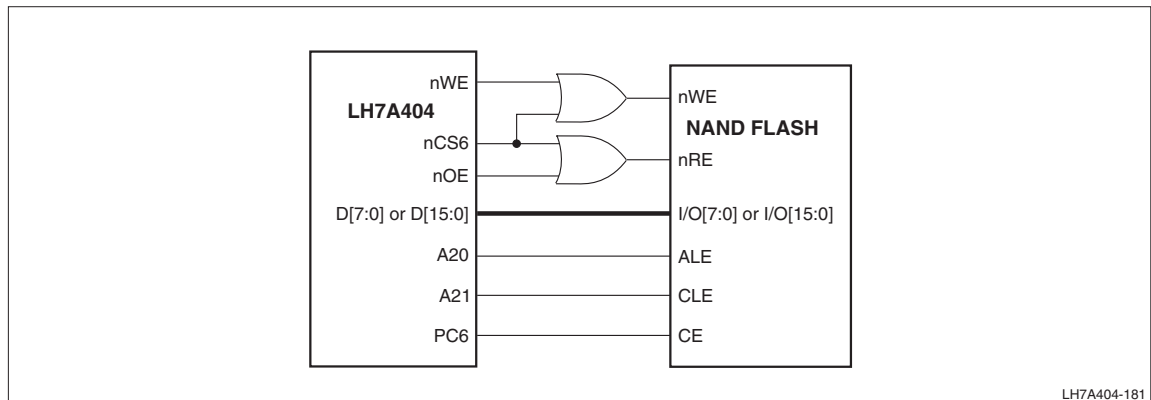 LH7A404
nWE
nCS6
nOE
D[7:0] or D[15:0]
A20
A21
PC6
NAND FLASH
nWE
nRE
I/O[7:0] or I/O[15:0]
ALE
CLE
CE
LH7A404-181